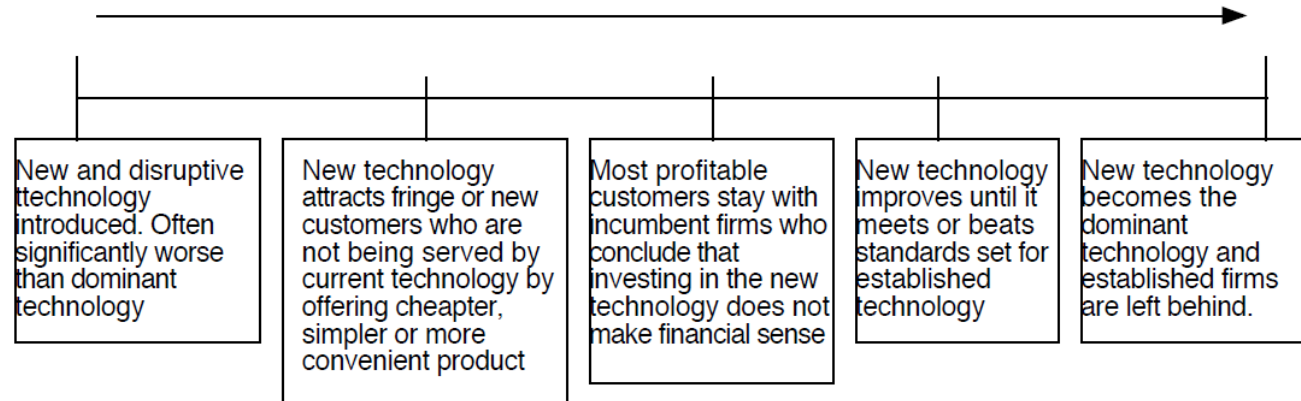 New and disruptive
ttechnology
introduced. Often
significantly worse
than dominant
technology
New technology
attracts fringe or new
customers who are
not being served by
current technology by
offering cheapter,
simpler or more
convenient product
Most profitable
customers stay with
incumbent firms who
conclude that
investing in the new
technology does not
make financial sense
New technology
improves until it
meets or beats
standards set for
established
technology
New technology
becomes the
dominant
technology and
established firms
are left behind.